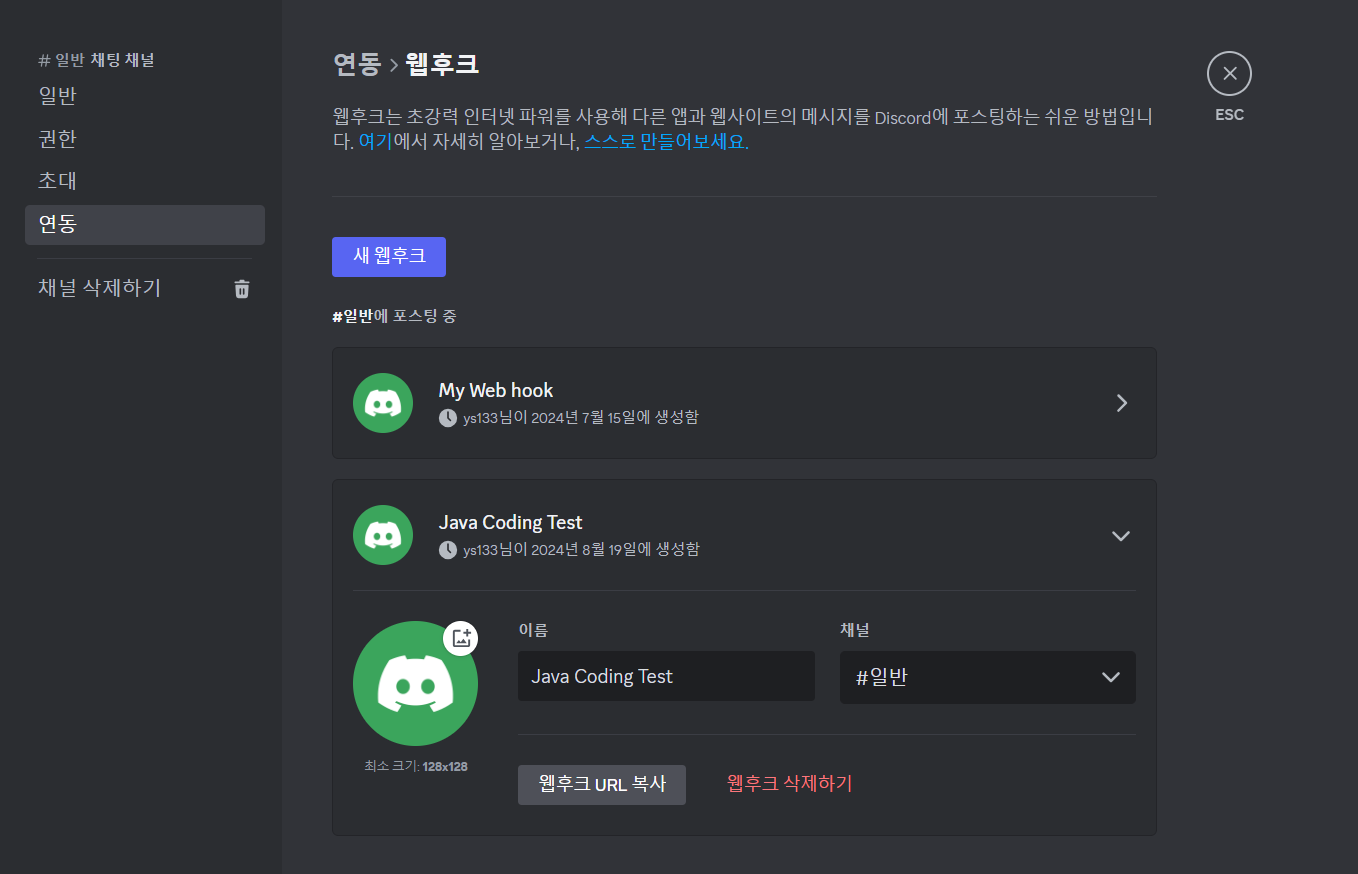 # 일반 채팅 채널
일반
권한
초대
연동
채널 삭제하기
연동 > 웹후크
웹후크는 초강력 인터넷 파워를 사용해 다른 앱과 웹사이트의 메시지를 Discord에 포스팅하는 쉬운 방법입니
다. 여기에서 자세히 알아보거나, 스스로 만들어보세요.
ESC
새 웹후크
#일반에 포스팅 중
My Web hook
ys133님이 2024년 7월 15일에 생성함
Java Coding Test
ys133님이 2024년 8월 19일에 생성함
최소 크기: 128x128
이름
Java Coding Test
채널
#일반
웹후크 URL 복사
웹후크 삭제하기